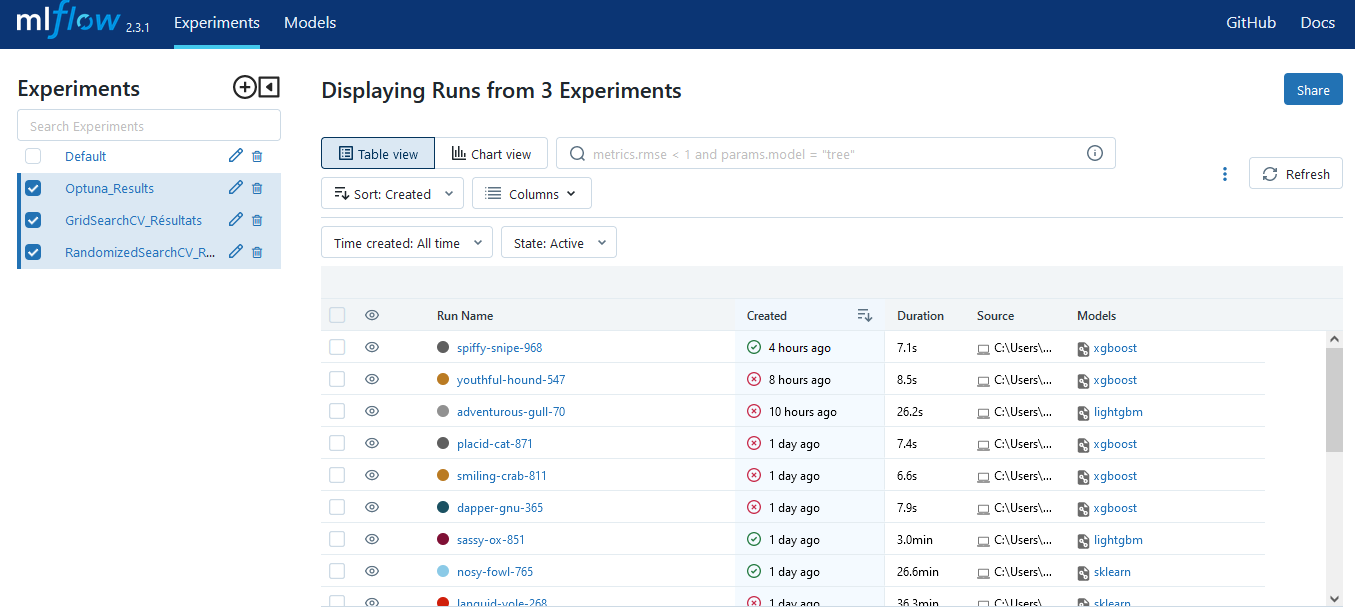 mlflow 2.3.1 Experiments Models GitHub Docs
Experiments
Search Experiments
Default
Optuna_Results
GridSearchCV_Résultats
RandomizedSearchCV_R...
Displaying Runs from 3 Experiments
Share
Table view Chart view metrics.rmse < 1 and params.model = "tree"
Refresh
Sort: Created Columns
Time created: All time State: Active
Run Name Created Duration Source Models
spiffy-snipe-968 4 hours ago 7.1s C:\Users\... xgboost
youthful-hound-547 8 hours ago 8.5s C:\Users\... xgboost
adventurous-gull-70 10 hours ago 26.2s C:\Users\... lightgbm
placid-cat-871 1 day ago 7.4s C:\Users\... xgboost
smiling-crab-811 1 day ago 6.6s C:\Users\... xgboost
dapper-gnu-365 1 day ago 7.9s C:\Users\... xgboost
sassy-ox-851 1 day ago 3.0min C:\Users\... lightgbm
nosy-fowl-765 1 day ago 26.6min C:\Users\... sklearn
languid-vole-268 1 day ago 36.3min C:\Users\... sklearn